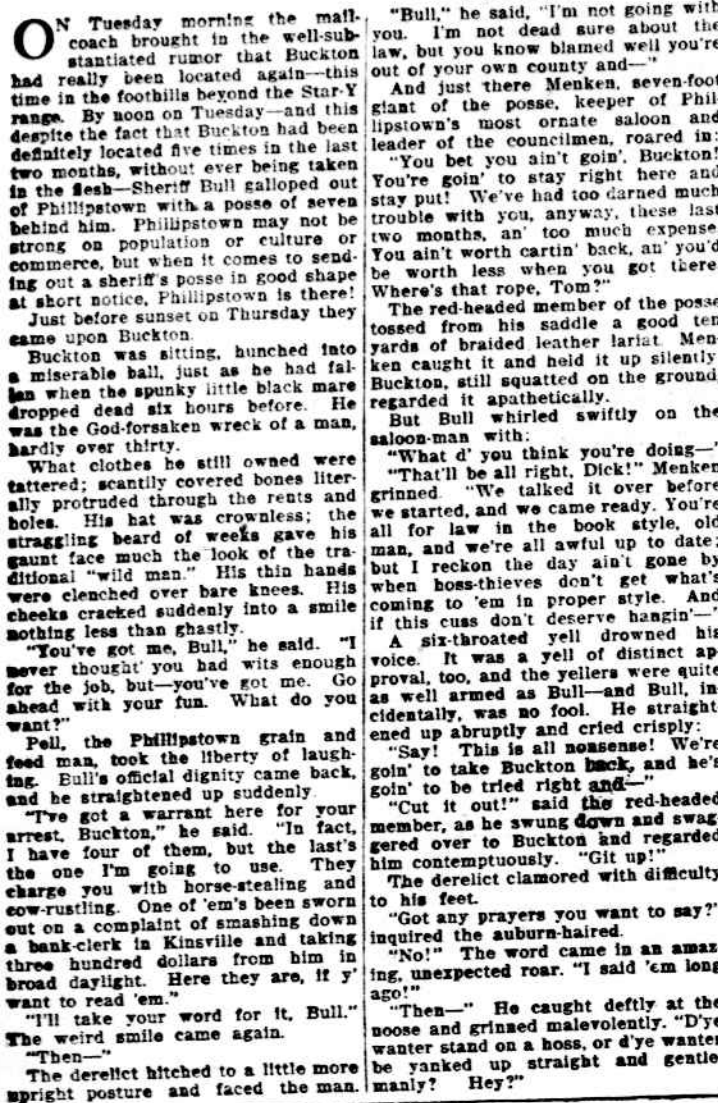 ON Tuesday morning the mail-
coach brought in the well-sub-
stantiated rumor that Buckton
had really been located again—this
time in the foothills beyond the Star-Y
range. By noon on Tuesday—and this
despite the fact that Buckton had been
definitely located five times in the last
two months, without ever being taken
in the flesh—Sheriff Bull galloped out
of Phillipstown with a posse of seven
behind him. Phillipstown may not be
strong on population or culture or
commerce, but when it comes to send-
ing out a sheriff's posse in good shape
at short notice, Phillipstown is there!
Just before sunset on Thursday they
came upon Buckton.
Buckton was sitting, hunched into
a miserable ball, just as he had fal-
len when the spunky little black mare
dropped dead six hours before. He
was the God-forsaken wreck of a man,
hardly over thirty.
What clothes he still owned were
tattered; scantily covered bones liter-
ally protruded through the rents and
holes. His hat was crownless; the
straggling beard of weeks gave his
gaunt face much the look of the tra-
ditional "wild man." His thin hands
were clenched over bare knees. His
cheeks cracked suddenly into a smile
nothing less than ghastly.
"You've got me, Bull," he said. "I
never thought you had wits enough
for the job, but—you've got me. Go
ahead with your fun. What do you
want?"
Pell, the Phillipstown grain and
feed man, took the liberty of laugh-
ing. Bull's official dignity came back,
and he straightened up suddenly.
"I've got a warrant here for your
arrest, Buckton," he said. "In fact,
I have four of them, but the last's
the one I'm going to use. They
charge you with horse-stealing and
cow-rustling. One of 'em's been sworn
out on a complaint of smashing down
a bank-clerk in Kinsville and taking
three hundred dollars from him in
broad daylight. Here they are, if y'
want to read 'em."
"I'll take your word for it, Bull."
The weird smile came again.
"Then—"
The derelict hitched to a little more
upright posture and faced the man.
"Bull," he said, "I'm not going with
you. I'm not dead sure about the
law, but you know blamed well you're
out of your own county and—"
And just there Menken, seven-foot
giant of the posse, keeper of Phil-
lipstown's most ornate saloon and
leader of the councilmen, roared in:
"You bet you ain't goin', Buckton!
You're goin' to stay right here and
stay put! We've had too darned much
trouble with you, anyway, these last
two months, an' too much expense.
You ain't worth cartin' back, an' you'd
be worth less when you got there.
Where's that rope, Tom?"
The red-headed member of the posse
tossed from his saddle a good ten
yards of braided leather lariat. Men-
ken caught it and held it up silently.
Buckton, still squatted on the ground,
regarded it apathetically.
But Bull whirled swiftly on the
saloon-man with:
"What d' you think you're doing—"
"That'll be all right, Dick!" Menken
grinned. "We talked it over before
we started, and we came ready. You're
all for law in the book style, old
man, and we're all awful up to date;
but I reckon the day ain't gone by
when hoss-thieves don't get what's
coming to 'em in proper style. And
if this cuss don't deserve hangin'—"
A six-throated yell drowned his
voice. It was a yell of distinct ap-
proval, too, and the yellers were quite
as well armed as Bull—and Bull, in-
cidentally, was no fool. He straight-
ened up abruptly and cried crisply:
"Say! This is all nonsense! We're
goin' to take Buckton back, and he's
goin' to be tried right and—"
"Cut it out!" said the red-headed
member, as he swung down and swag-
gered over to Buckton and regarded
him contemptuously. "Git up!"
The derelict clamored with difficulty
to his feet.
"Got any prayers you want to say?"
inquired the auburn-haired.
"No!" The word came in an amaz-
ing, unexpected roar. "I said 'em long
ago!"
"Then—" He caught deftly at the
noose and grinned malevolently. "D'ye
wanter stand on a hoss, or d'ye wanter
be yanked up straight and gentle-
manly? Hey?"